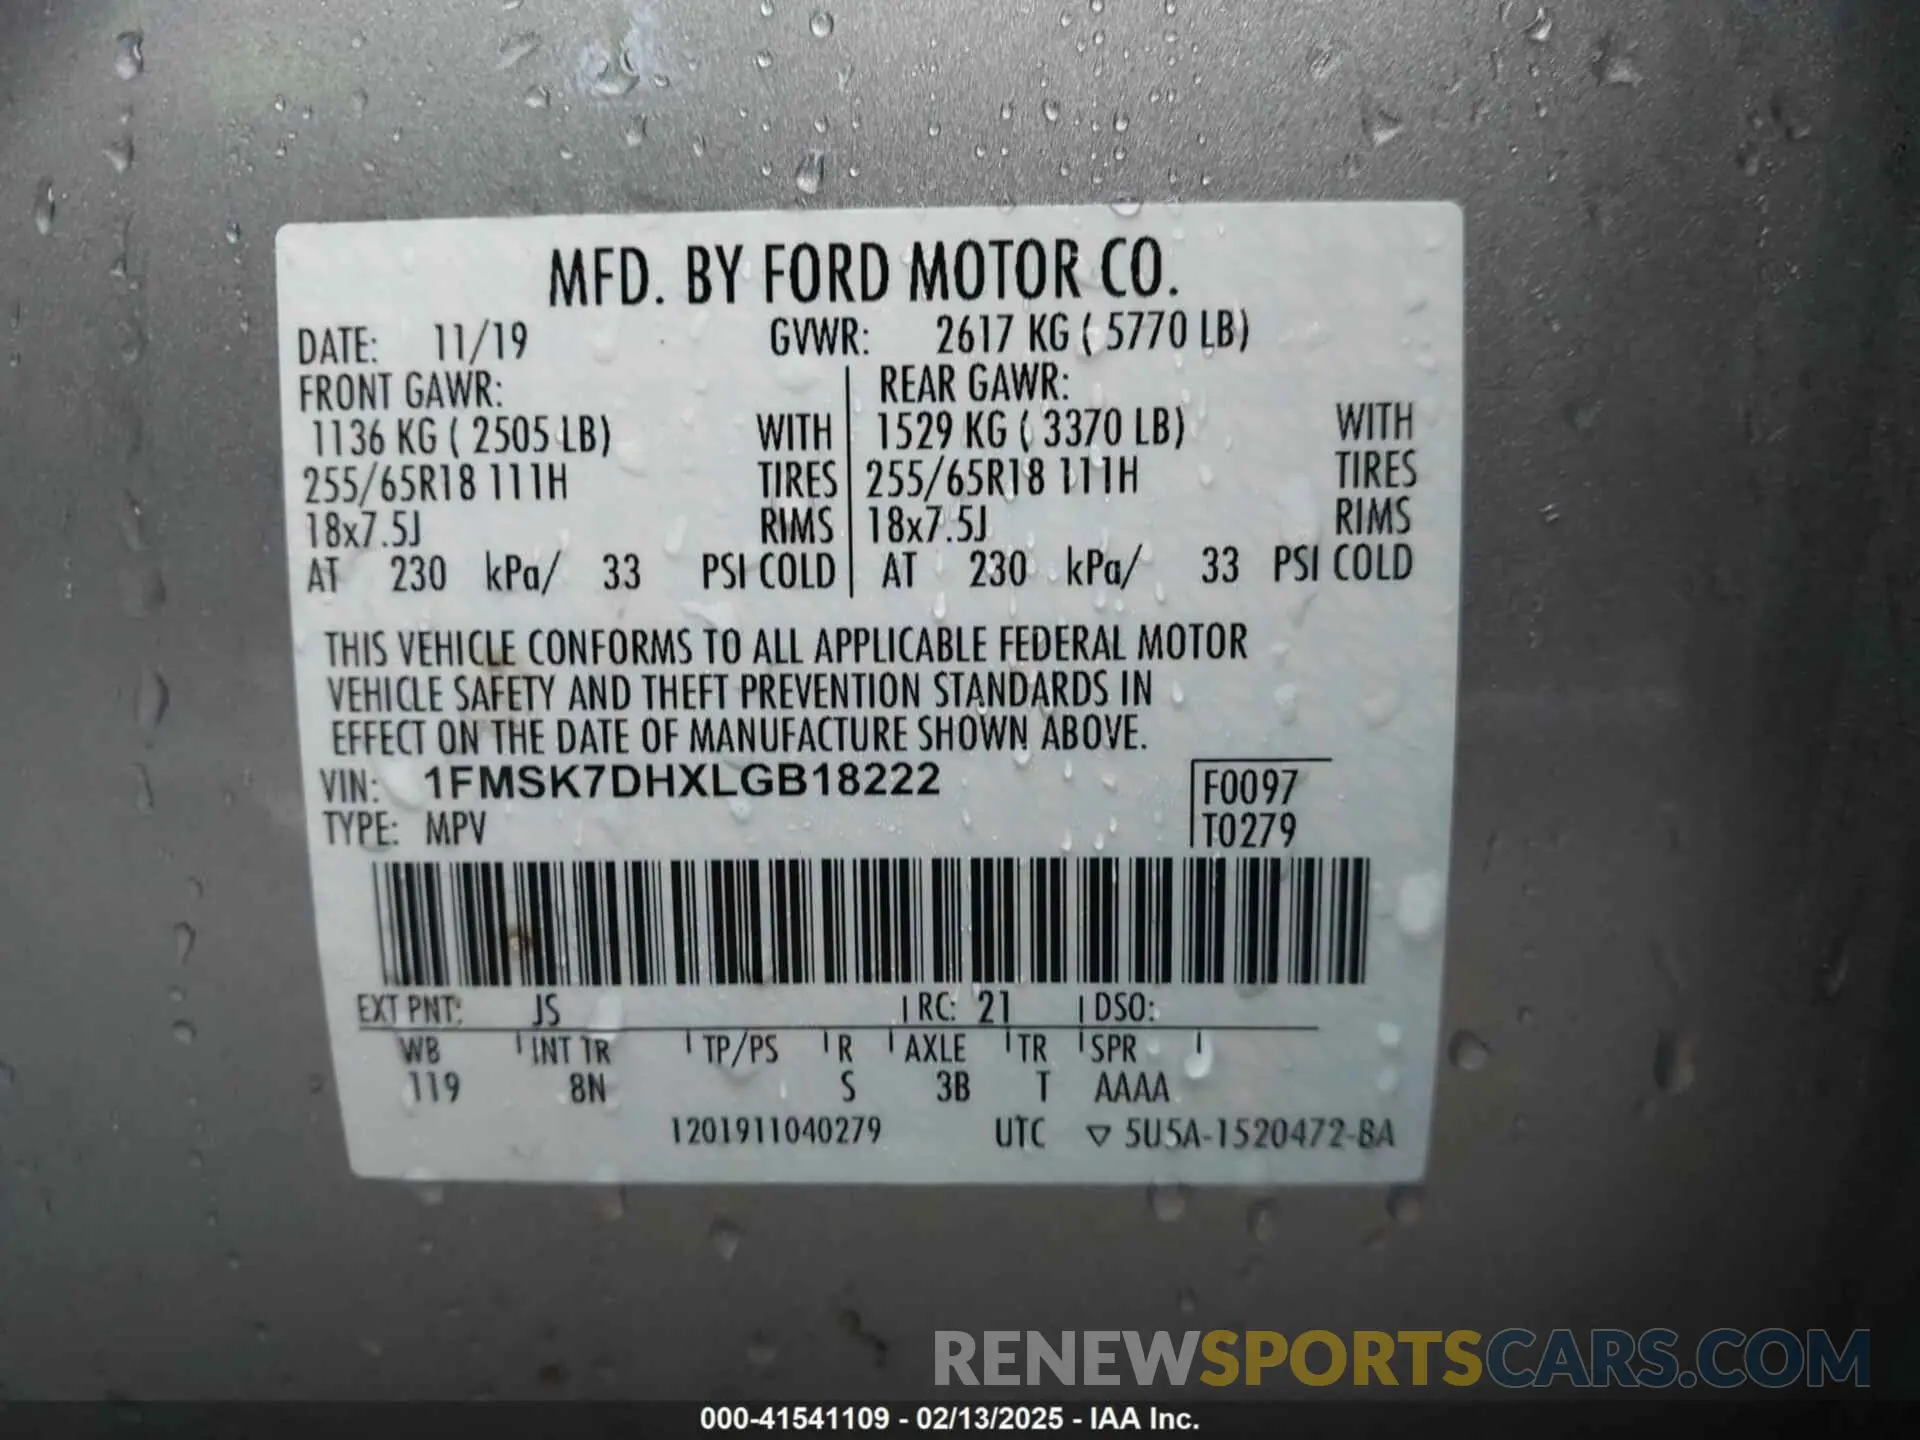 MFD. BY FORD MOTOR CO.
DATE: 11/19 GVWR: 2617 KG ( 5770 LB)
FRONT GAWR: REAR GAWR:
1136 KG ( 2505 LB) WITH 1529 KG ( 3370 LB) WITH
255/65R18 111H TIRES 255/65R18 111H TIRES
18x7.5J RIMS 18x7.5J RIMS
AT 230 kPa/ 33 PSI COLD AT 230 kPa/ 33 PSI COLD
THIS VEHICLE CONFORMS TO ALL APPLICABLE FEDERAL MOTOR
VEHICLE SAFETY AND THEFT PREVENTION STANDARDS IN
EFFECT ON THE DATE OF MANUFACTURE SHOWN ABOVE.
VIN: 1FMSK7DHXLGB18222 F0097
TYPE: MPV T0279
EXT PNT: JS RC: 21 DSO:
WB INT TR TP/PS R AXLE TR SPR
119 8N S 3B T AAAA
1201911040279 UTC ▽ 5U5A-1520472-BA
RENEWSPORTSCARS.COM
000-41541109 - 02/13/2025 - IAA Inc.